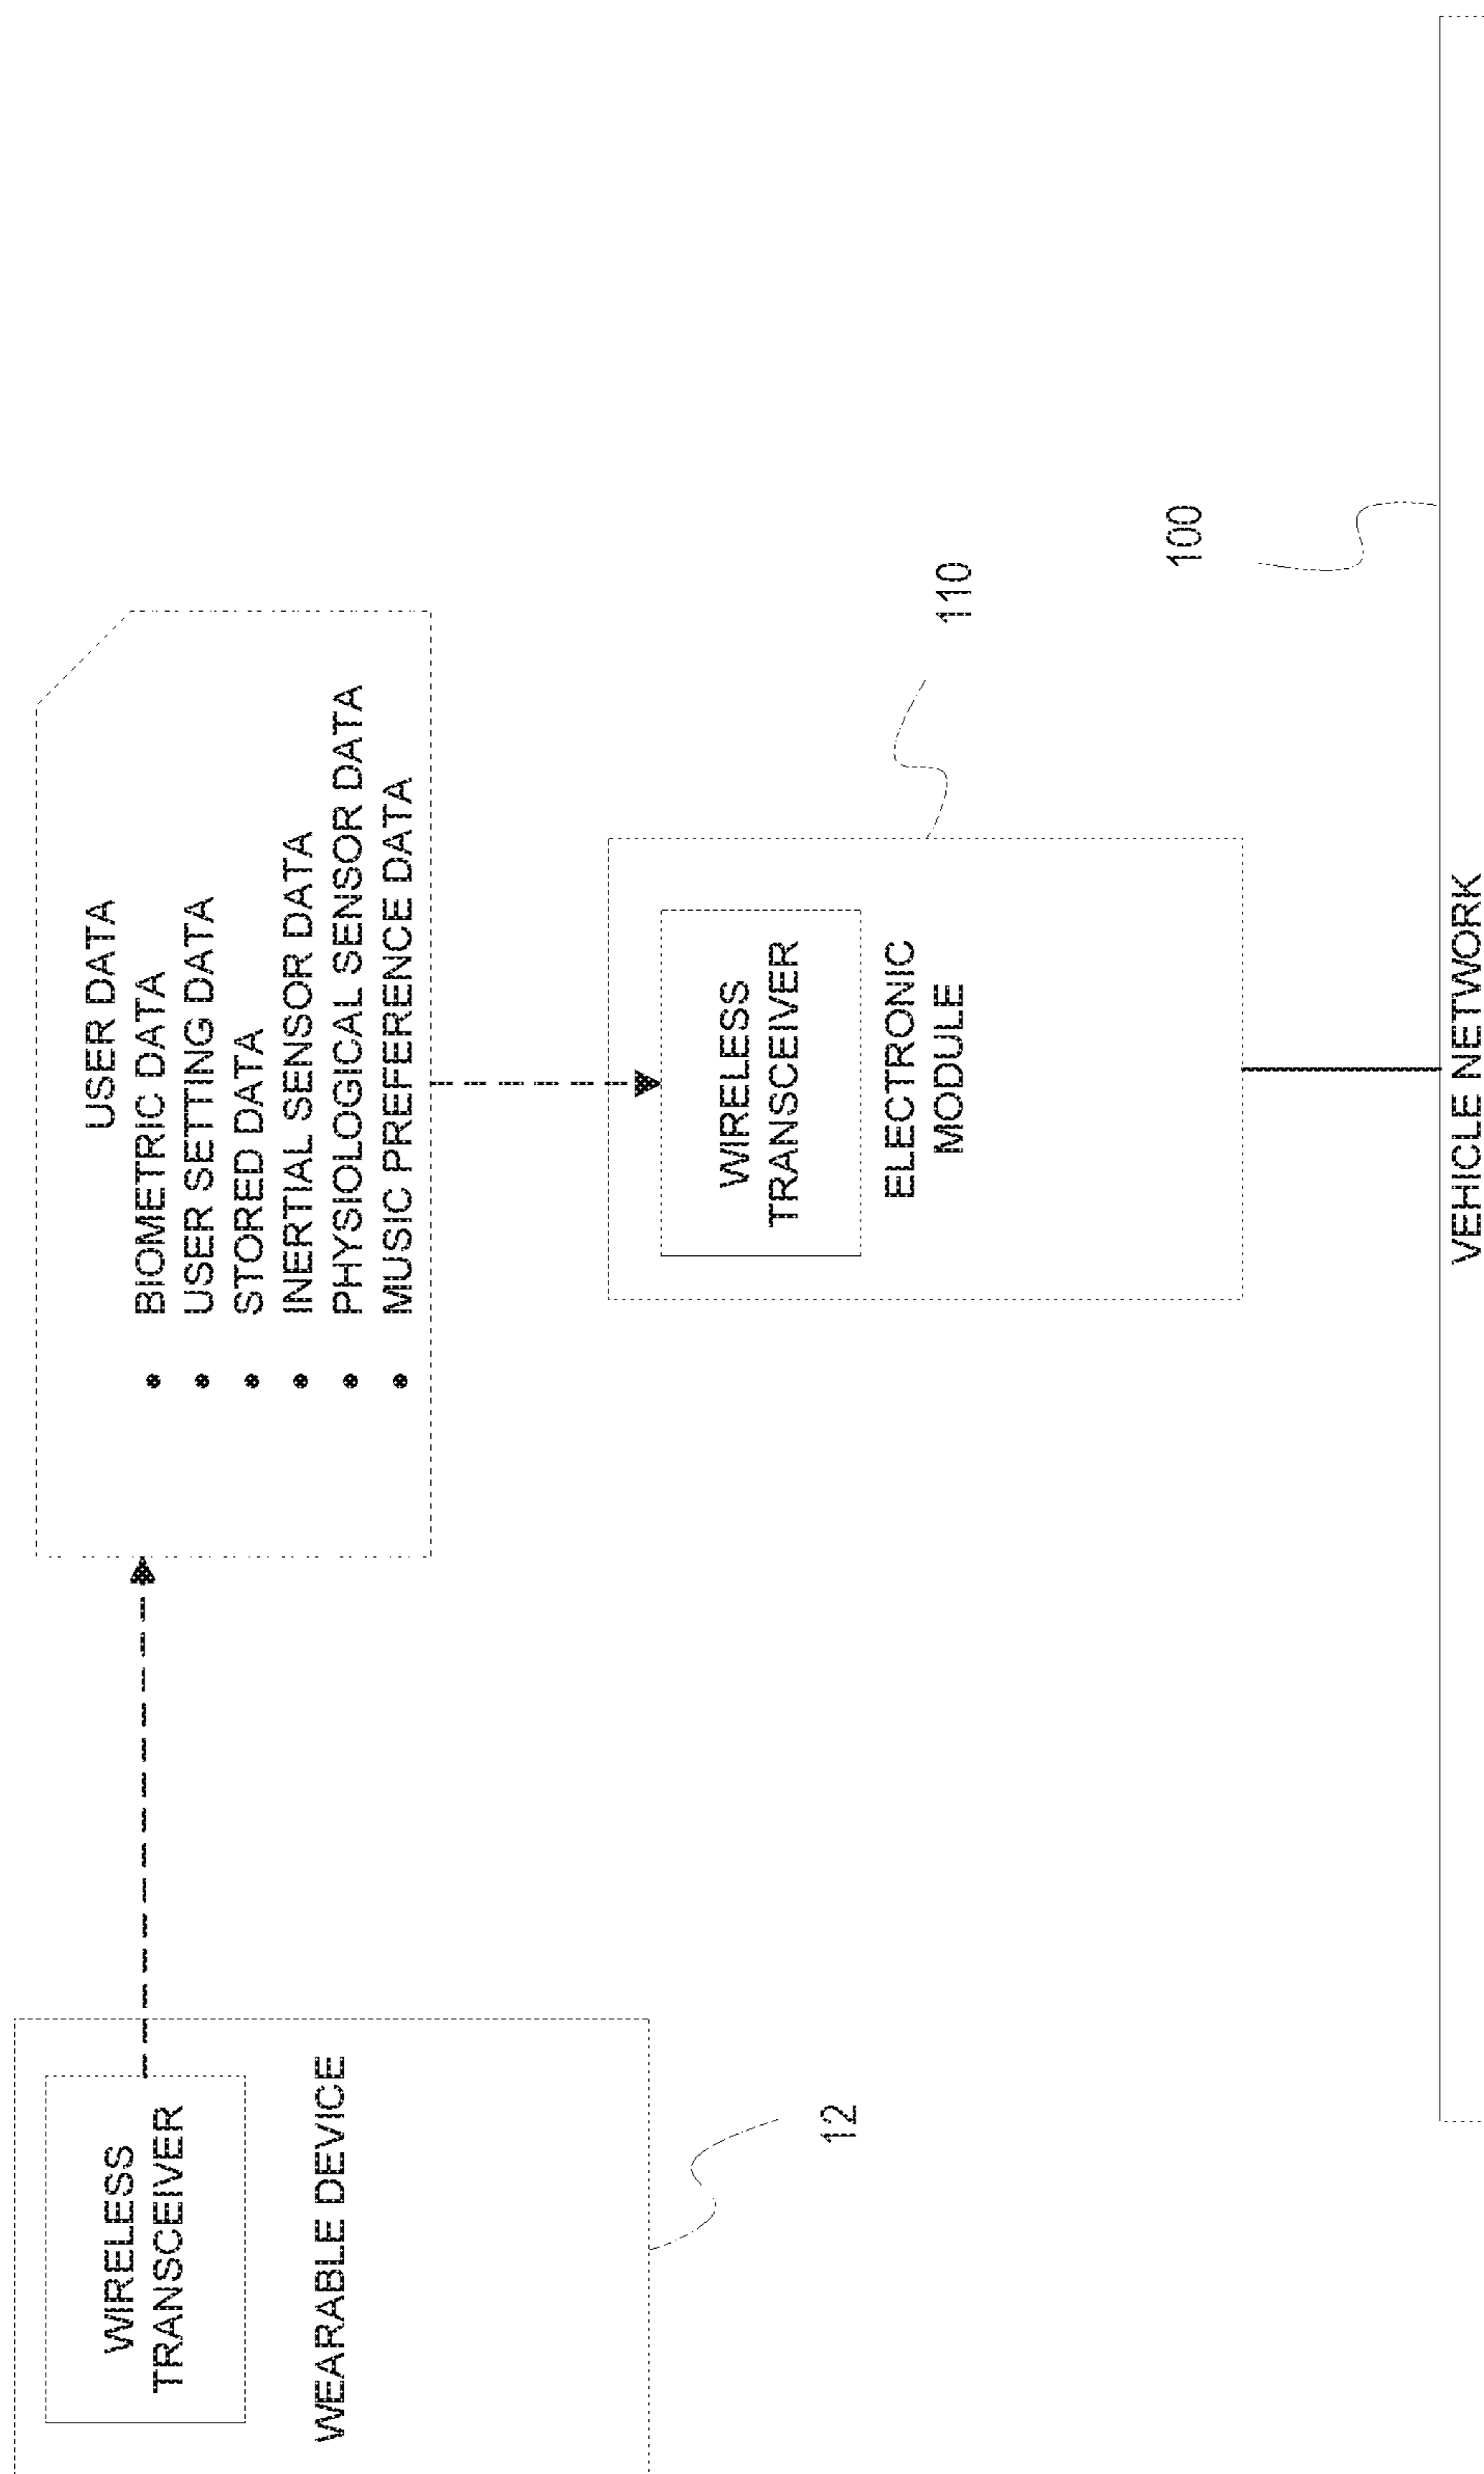 WIRELESS
TRANSCEIVER
WEARABLE DEVICE
12
USER DATA
• BIOMETRIC DATA
• USER SETTING DATA
• STORED DATA
• INERTIAL SENSOR DATA
• PHYSIOLOGICAL SENSOR DATA
• MUSIC PREFERENCE DATA
WIRELESS
TRANSCEIVER
ELECTRONIC
MODULE
110
100
VEHICLE NETWORK